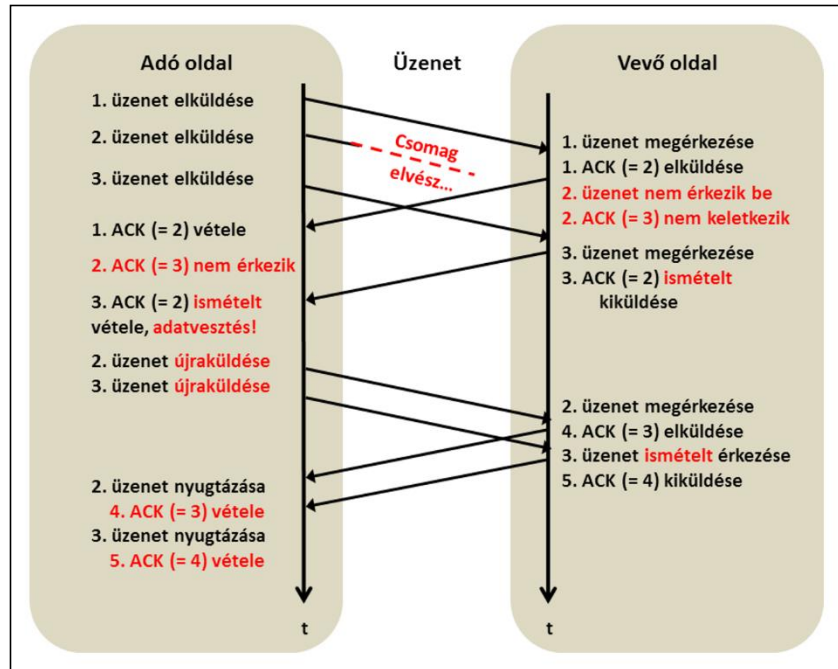 Adó oldal
Üzenet
Vevő oldal
1. üzenet elküldése
2. üzenet elküldése
3. üzenet elküldése
1. ACK (= 2) vétele
2. ACK (= 3) nem érkezik
3. ACK (= 2) ismételt
vétele, adatvesztés!
2. üzenet újraküldése
3. üzenet újraküldése
2. üzenet nyugtázása
4. ACK (= 3) vétele
3. üzenet nyugtázása
5. ACK (= 4) vétele
t
Csomag
elvész...
1. üzenet megérkezése
1. ACK (= 2) elküldése
2. üzenet nem érkezik be
2. ACK (= 3) nem keletkezik
3. üzenet megérkezése
3. ACK (= 2) ismételt
kiküldése
2. üzenet megérkezése
4. ACK (= 3) elküldése
3. üzenet ismételt érkezése
5. ACK (= 4) kiküldése
t